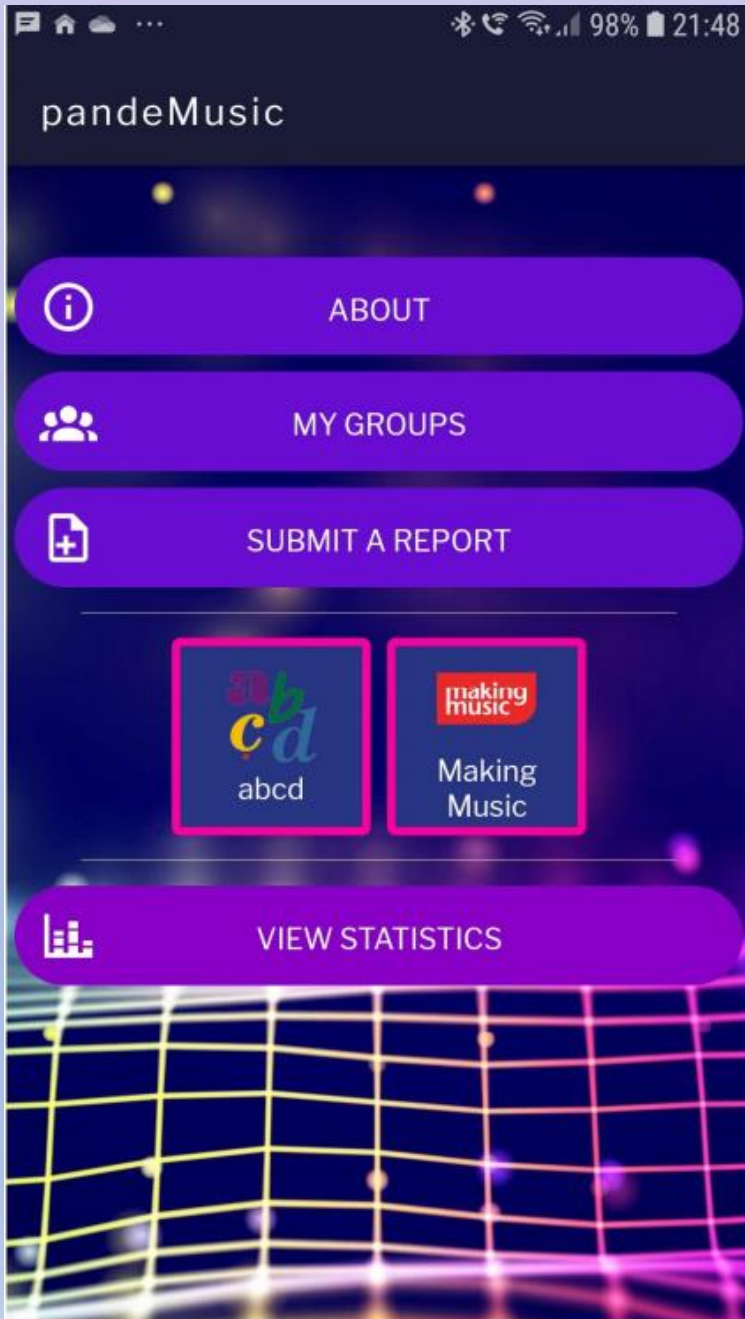 98% 21:48
pandeMusic
ABOUT
MY GROUPS
SUBMIT A REPORT
abcd
abcd
making
music
Making
Music
VIEW STATISTICS